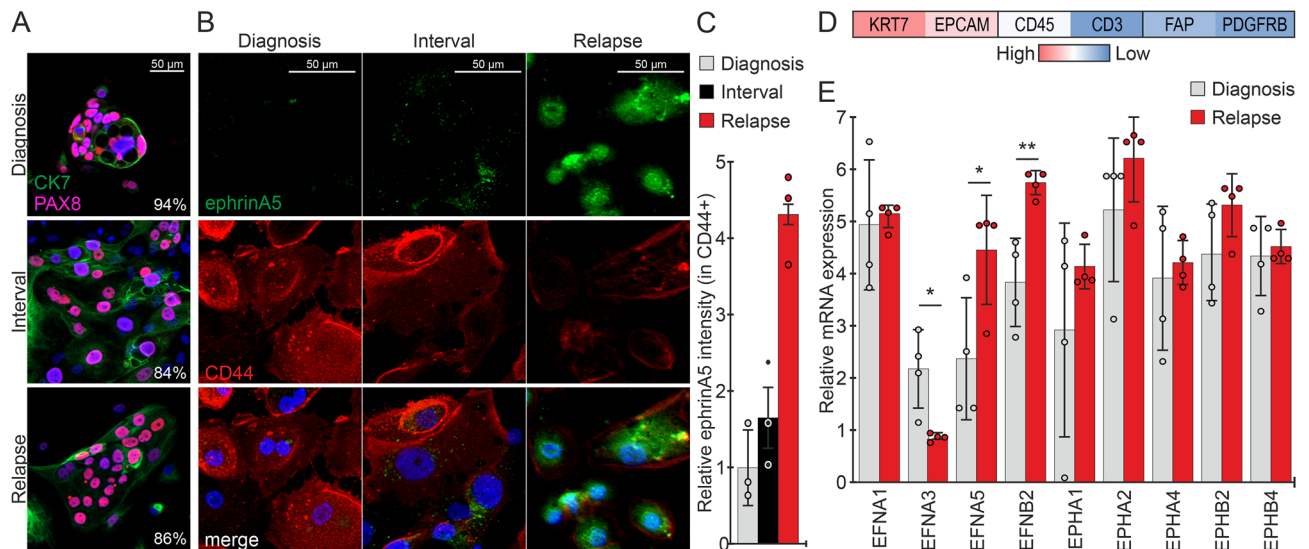 A
Diagnosis
50 µm
CK7
PAX8
94%
Interval
84%
Relapse
86%
B
Diagnosis
Interval
Relapse
50 µm
50 µm
50 µm
ephrinA5
CD44
merge
C
Diagnosis
Interval
Relapse
Relative ephrinA5 intensity (in CD44+)
5
4
3
2
1
0
D
KRT7 EPCAM CD45 CD3 FAP PDGFRB
High Low
E
Diagnosis
Relapse
Relative mRNA expression
7
6
5
4
3
2
1
0
*
*
**
EFNA1
EFNA3
EFNA5
EFNB2
EPHA1
EPHA2
EPHA4
EPHB2
EPHB4